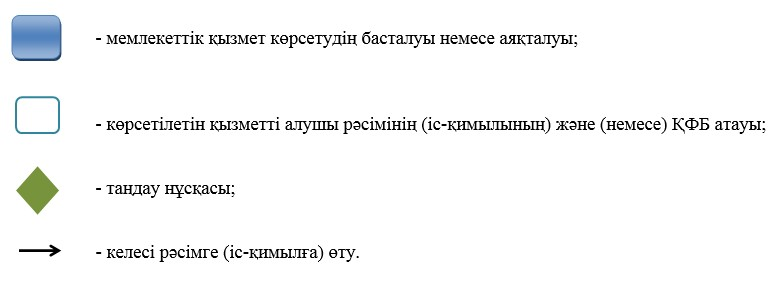 - мемлекеттік қызмет көрсетудің басталуы немесе аяқталуы;
- көрсетілетін қызметті алушы рәсімінің (іс-қимылының) және (немесе) ҚФБ атауы;
- таңдау нұсқасы;
- келесі рәсімге (іс-қимылға) өту.